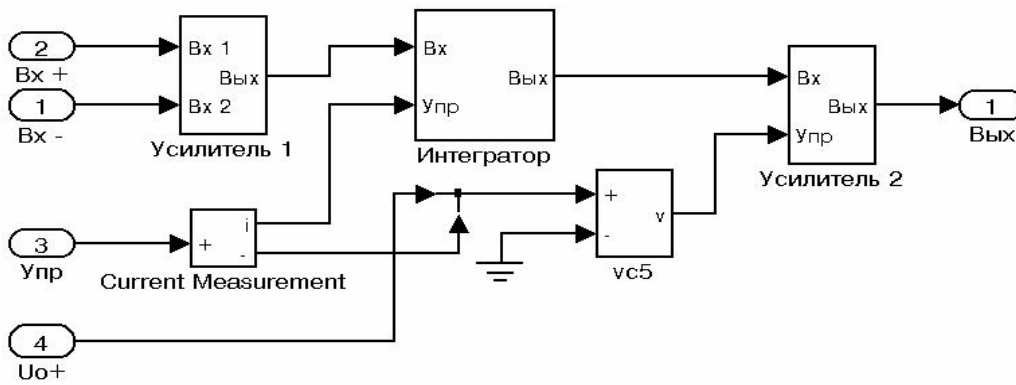 2
Вх +
1
Вх -
Вх 1
Вых
Вх 2
Усилитель 1
Вх
Вых
Упр
Интегратор
Вх
Вых
Упр
Усилитель 2
1
Вых
3
Упр
+
i
-
Current Measurement
+
-
v
vc5
4
Uo+